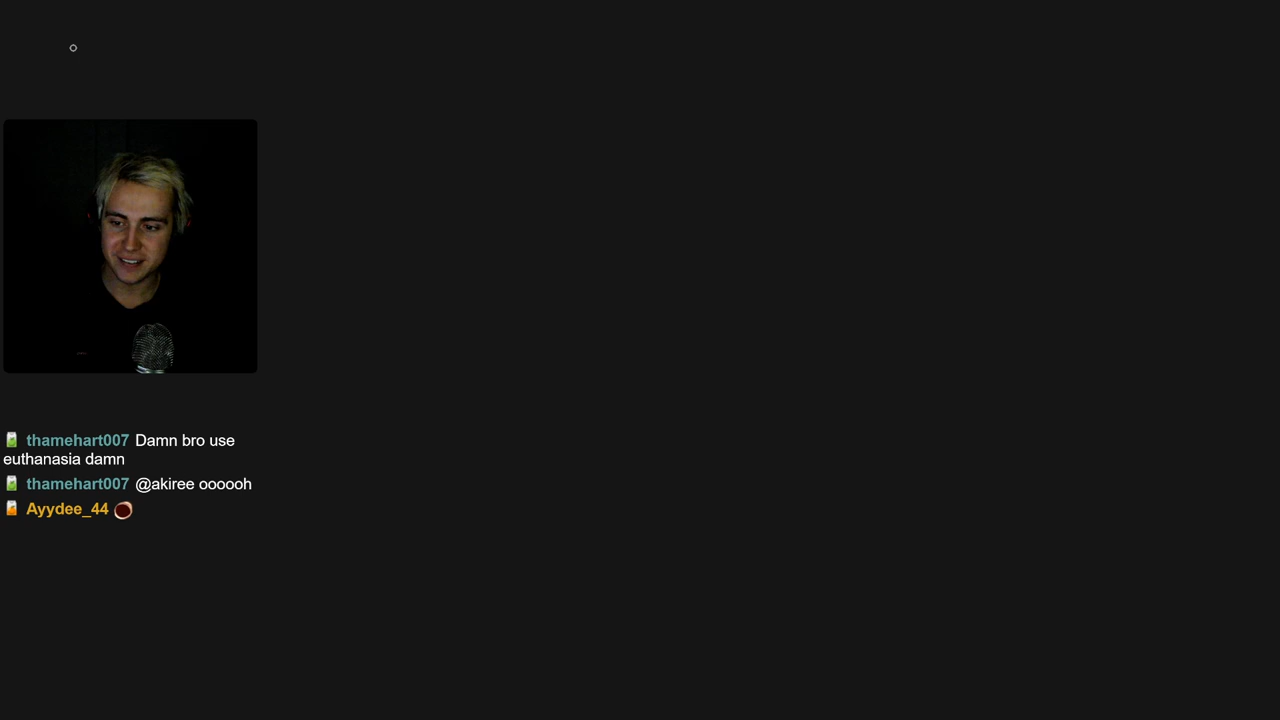 thamehart007 Damn bro use
euthanasia damn
thamehart007 @akiree oooooh
Ayydee_44